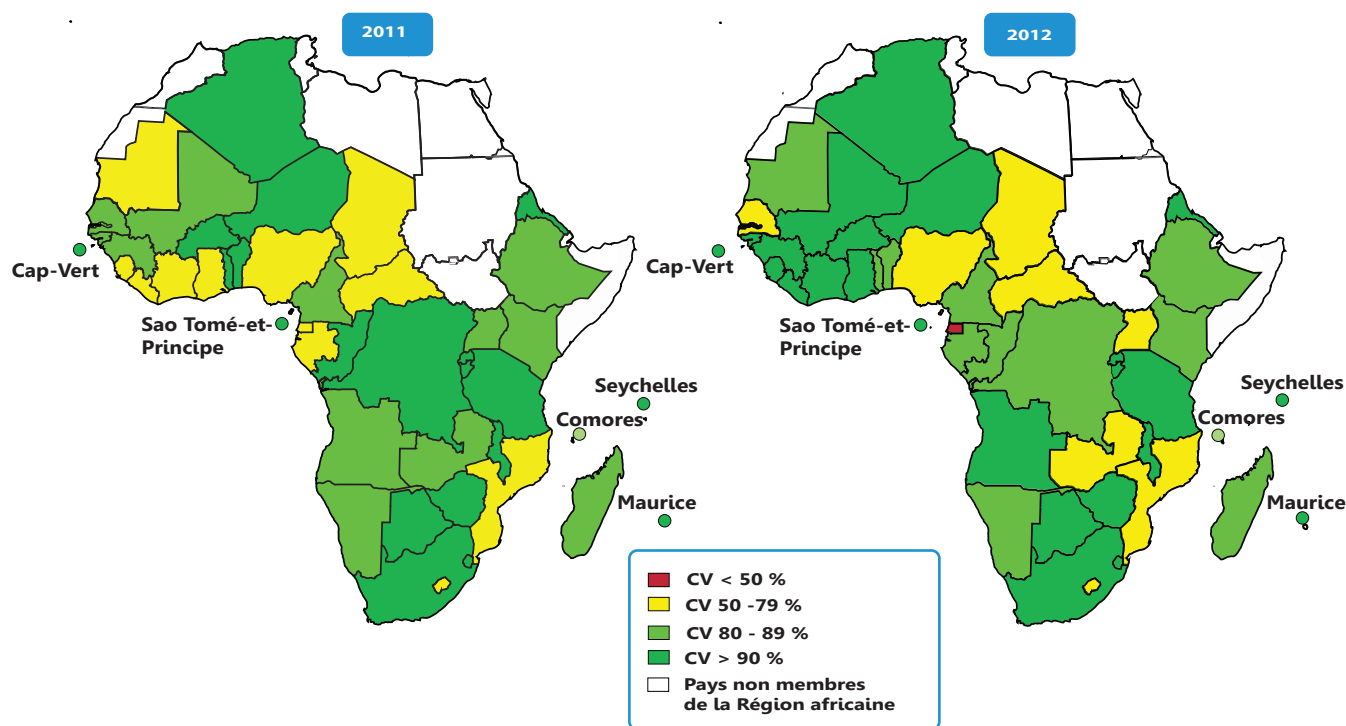 2011
Cap-Vert
Sao Tomé-et-
Principe
Seychelles
Comores
Maurice
2012
Cap-Vert
Sao Tomé-et-
Principe
Seychelles
Comores
Maurice
CV < 50 %
CV 50 -79 %
CV 80 - 89 %
CV > 90 %
Pays non membres
de la Région africaine